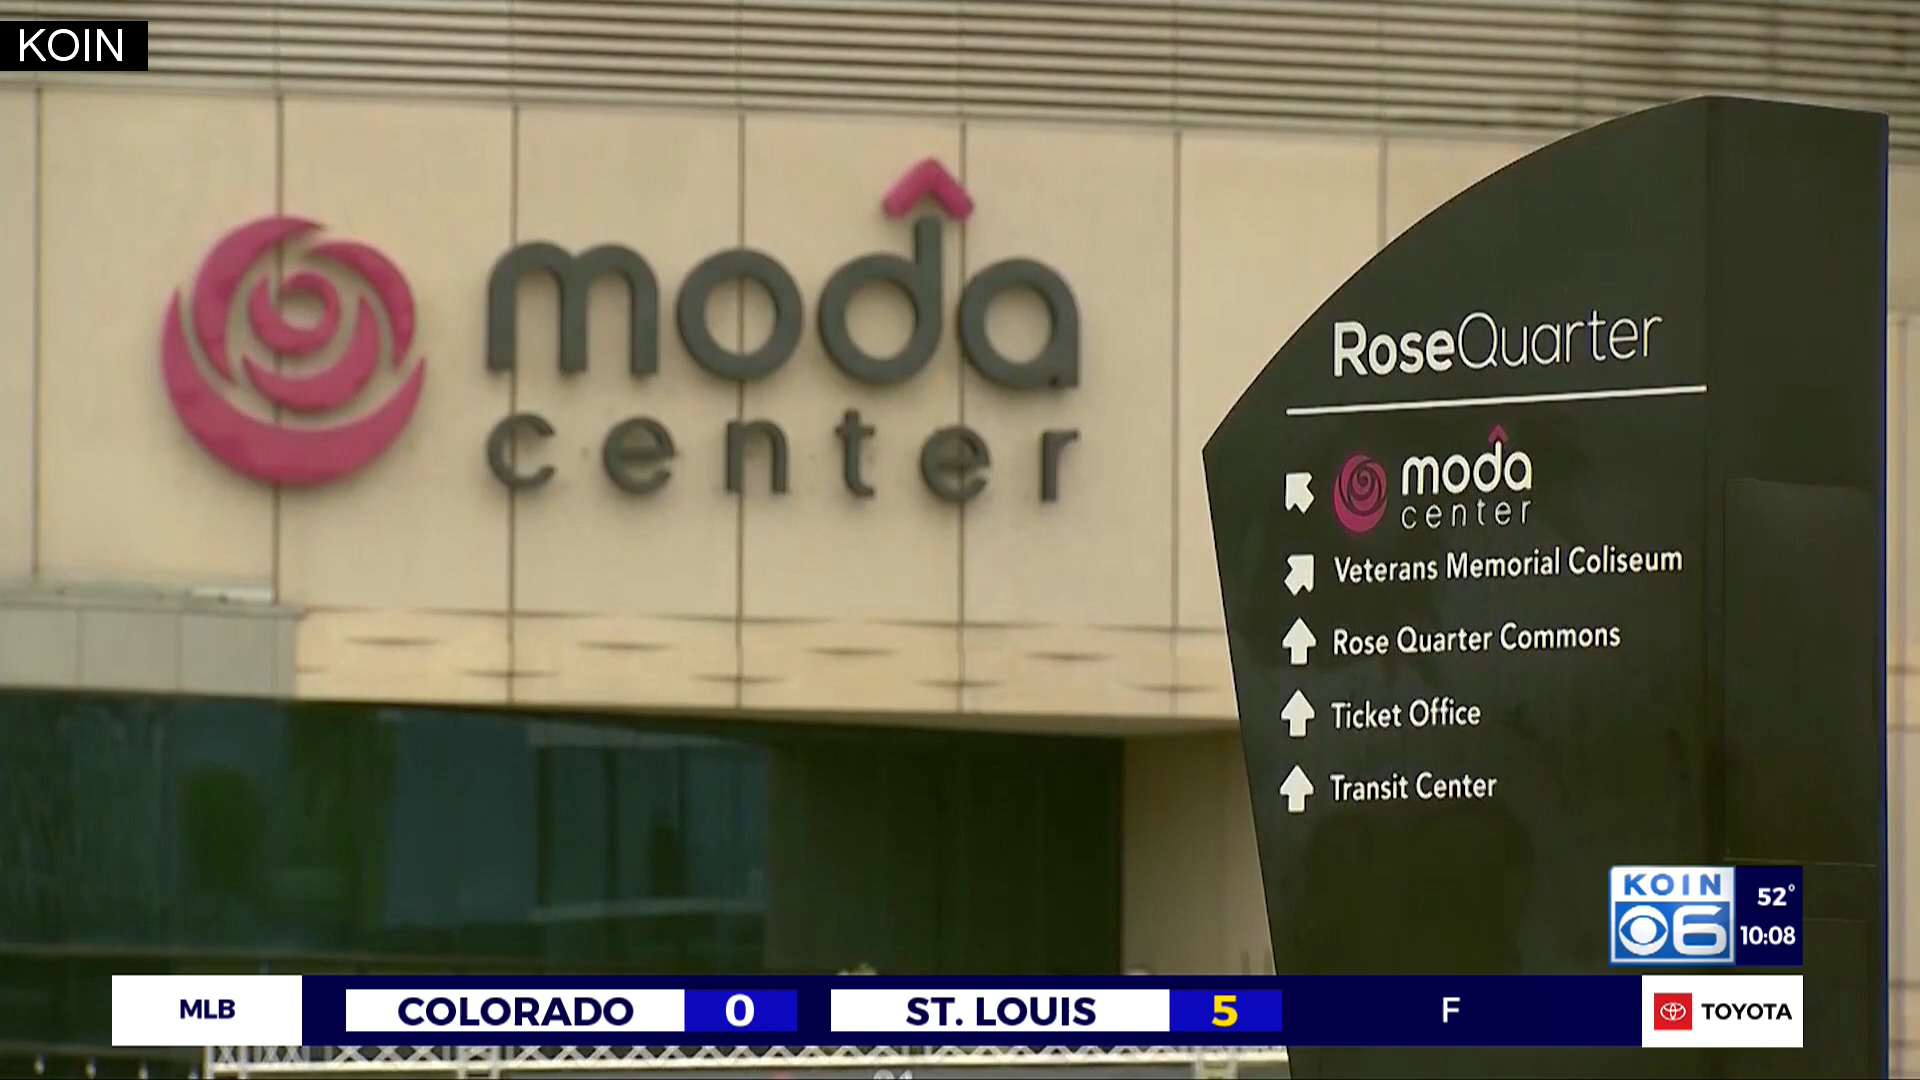 KOIN
moda
center
RoseQuarter
moda
center
Veterans Memorial Coliseum
Rose Quarter Commons
Ticket Office
Transit Center
KOIN
6
52°
10:08
MLB COLORADO 0 ST. LOUIS 5 F TOYOTA